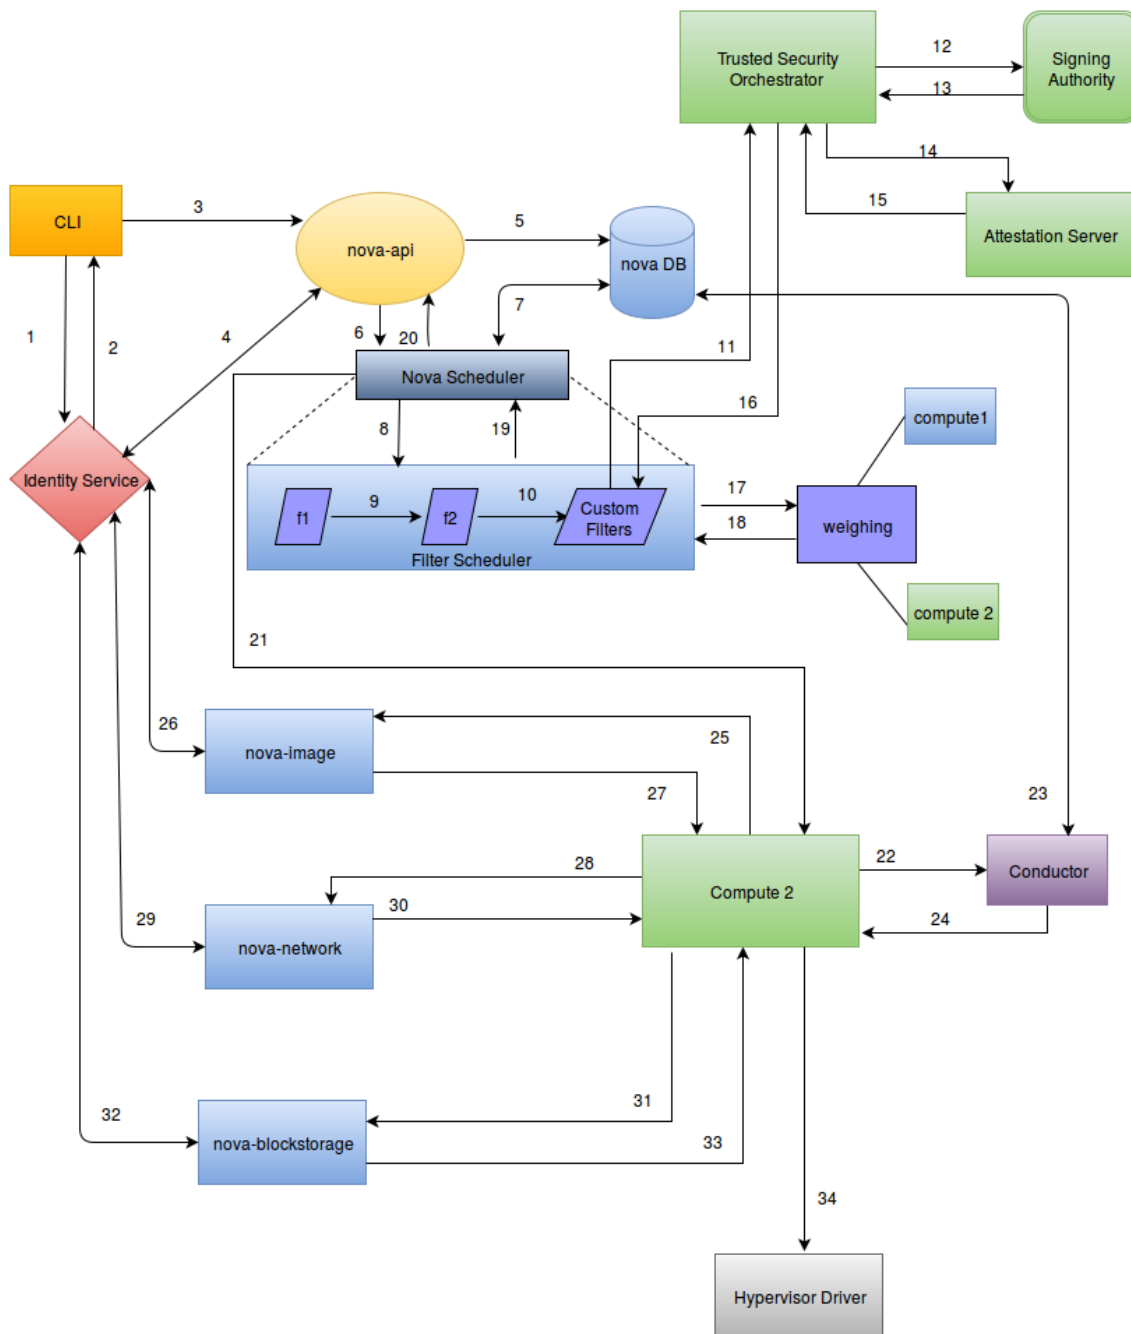 Trusted Security
Orchestrator
12
13
Signing
Authority
14
15
Attestation Server
CLI
3
nova-api
5
nova DB
1
2
4
6
20
7
11
Nova Scheduler
16
compute1
8
19
Identity Service
f1
9
f2
10
Custom
Filters
Filter Scheduler
17
18
weighing
compute 2
21
26
nova-image
25
27
23
28
Compute 2
22
Conductor
29
nova-network
30
24
32
nova-blockstorage
31
33
34
Hypervisor Driver